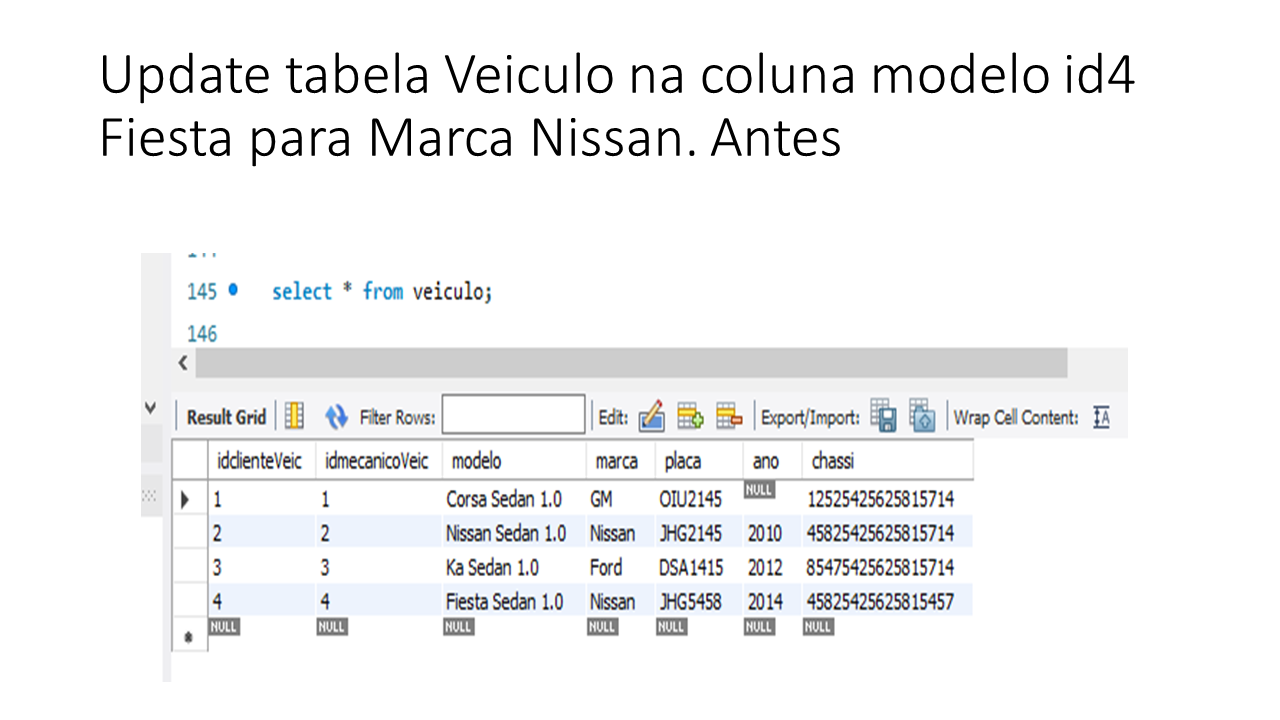 Update tabela Veiculo na coluna modelo id4
Fiesta para Marca Nissan. Antes
145 select * from veiculo;
146
Result Grid Filter Rows: Edit: Export/Import: Wrap Cell Content: IA
idclienteVeic idmecanicoVeic modelo marca placa ano chassi
1 1 Corsa Sedan 1.0 GM OIU2145 NULL 12525425625815714
2 2 Nissan Sedan 1.0 Nissan JHG2145 2010 45825425625815714
3 3 Ka Sedan 1.0 Ford DSA1415 2012 85475425625815714
4 4 Fiesta Sedan 1.0 Nissan JHG5458 2014 45825425625815457
NULL NULL NULL NULL NULL NULL NULL